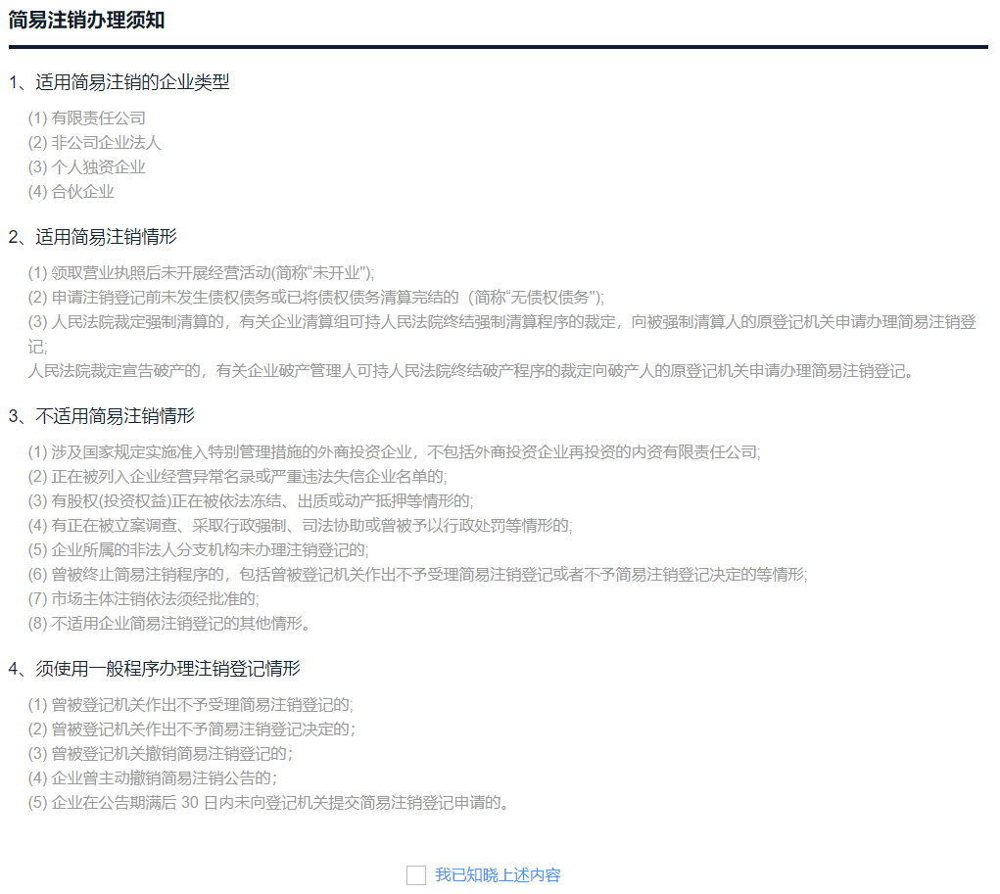 简易注销办理须知
1、适用简易注销的企业类型
(1) 有限责任公司
(2) 非公司企业法人
(3) 个人独资企业
(4) 合伙企业
2、适用简易注销情形
(1) 领取营业执照后未开展经营活动(简称“未开业”);
(2) 申请注销登记前未发生债权债务或已将债权债务清算完结的（简称“无债权债务”);
(3) 人民法院裁定强制清算的，有关企业清算组可持人民法院终结强制清算程序的裁定，向被强制清算人的原登记机关申请办理简易注销登
记;
人民法院裁定宣告破产的，有关企业破产管理人可持人民法院终结破产程序的裁定向破产人的原登记机关申请办理简易注销登记。
3、不适用简易注销情形
(1) 涉及国家规定实施准入特别管理措施的外商投资企业，不包括外商投资企业再投资的内资有限责任公司;
(2) 正在被列入企业经营异常名录或严重违法失信企业名单的;
(3) 有股权(投资权益)正在被依法冻结、出质或动产抵押等情形的;
(4) 有正在被立案调查、采取行政强制、司法协助或曾被予以行政处罚等情形的;
(5) 企业所属的非法人分支机构未办理注销登记的;
(6) 曾被终止简易注销程序的，包括曾被登记机关作出不予受理简易注销登记或者不予简易注销登记决定的等情形;
(7) 市场主体注销依法须经批准的;
(8) 不适用企业简易注销登记的其他情形。
4、须使用一般程序办理注销登记情形
(1) 曾被登记机关作出不予受理简易注销登记的;
(2) 曾被登记机关作出不予简易注销登记决定的；
(3) 曾被登记机关撤销简易注销登记的；
(4) 企业曾主动撤销简易注销公告的；
(5) 企业在公告期满后 30 日内未向登记机关提交简易注销登记申请的。
我已知晓上述内容